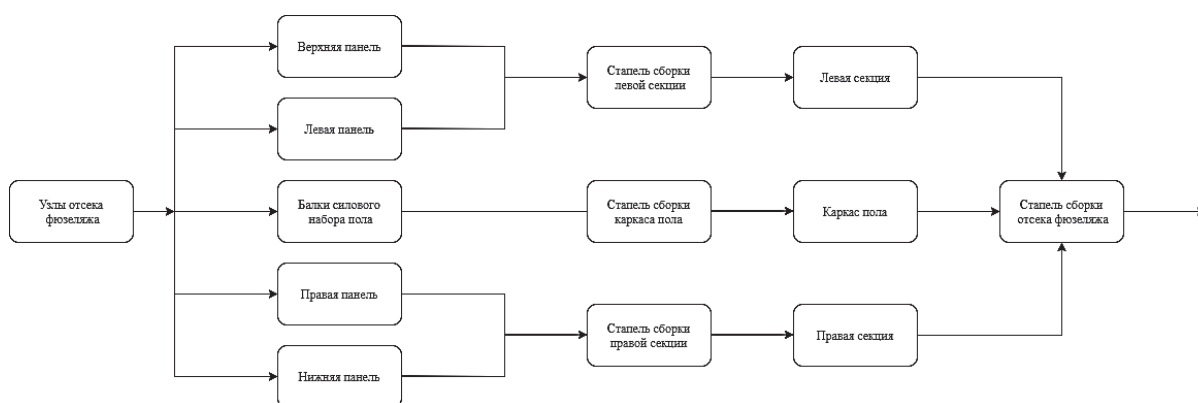 Верхняя панель
Стапель сборки
левой секции
Левая секция
Левая панель
Узлы отсека
фюзеляжа
Балки силового
набора пола
Стапель сборки
каркаса пола
Каркас пола
Стапель сборки
отсека фюзеляжа
Правая панель
Стапель сборки
правой секции
Правая секция
Нижняя панель